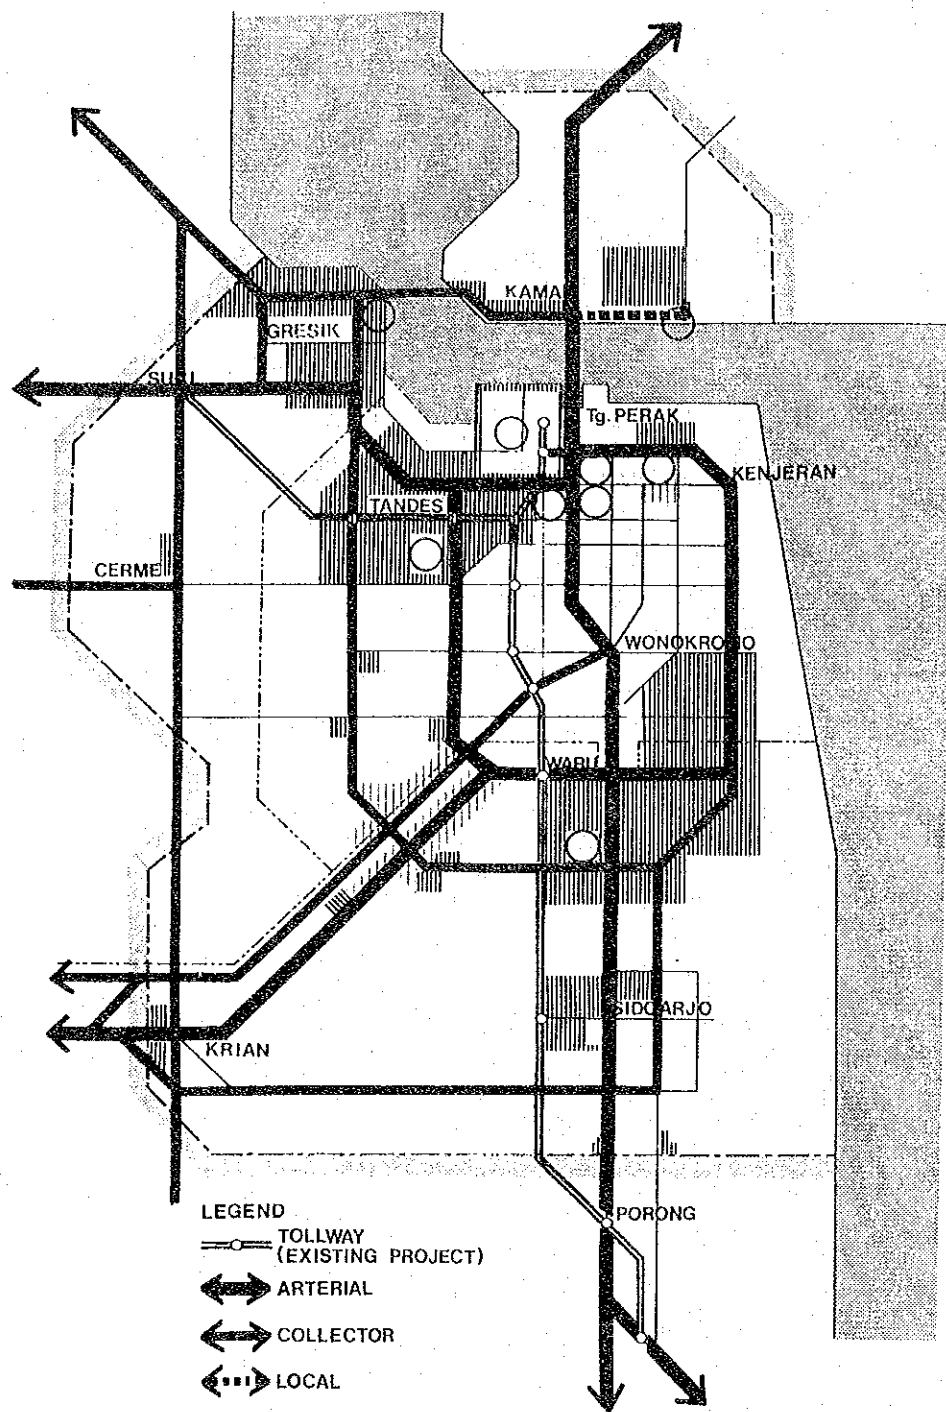 KAMAL
GRESIK
Tg. PERAK
KENJERAN
TANDES
CERME
WONOKROMO
WARU
SIDOARJO
KRIAN
PORONG
LEGEND
TOLLWAY
(EXISTING PROJECT)
ARTERIAL
COLLECTOR
LOCAL